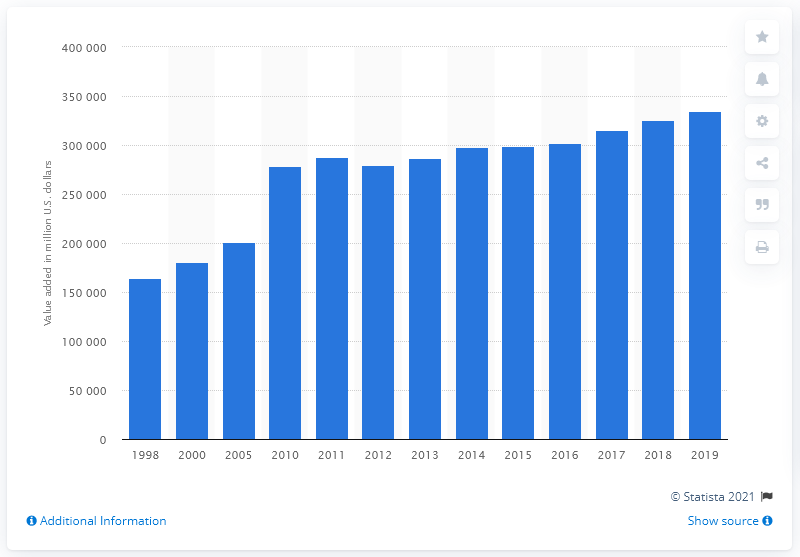 400 000
350 000
300 000
250 000
200 000
150 000
100 000
50 000
0
Value added in million U.S. dollars
1998 2000 2005 2010 2011 2012 2013 2014 2015 2016 2017 2018 2019
© Statista 2021
Additional Information
Show source